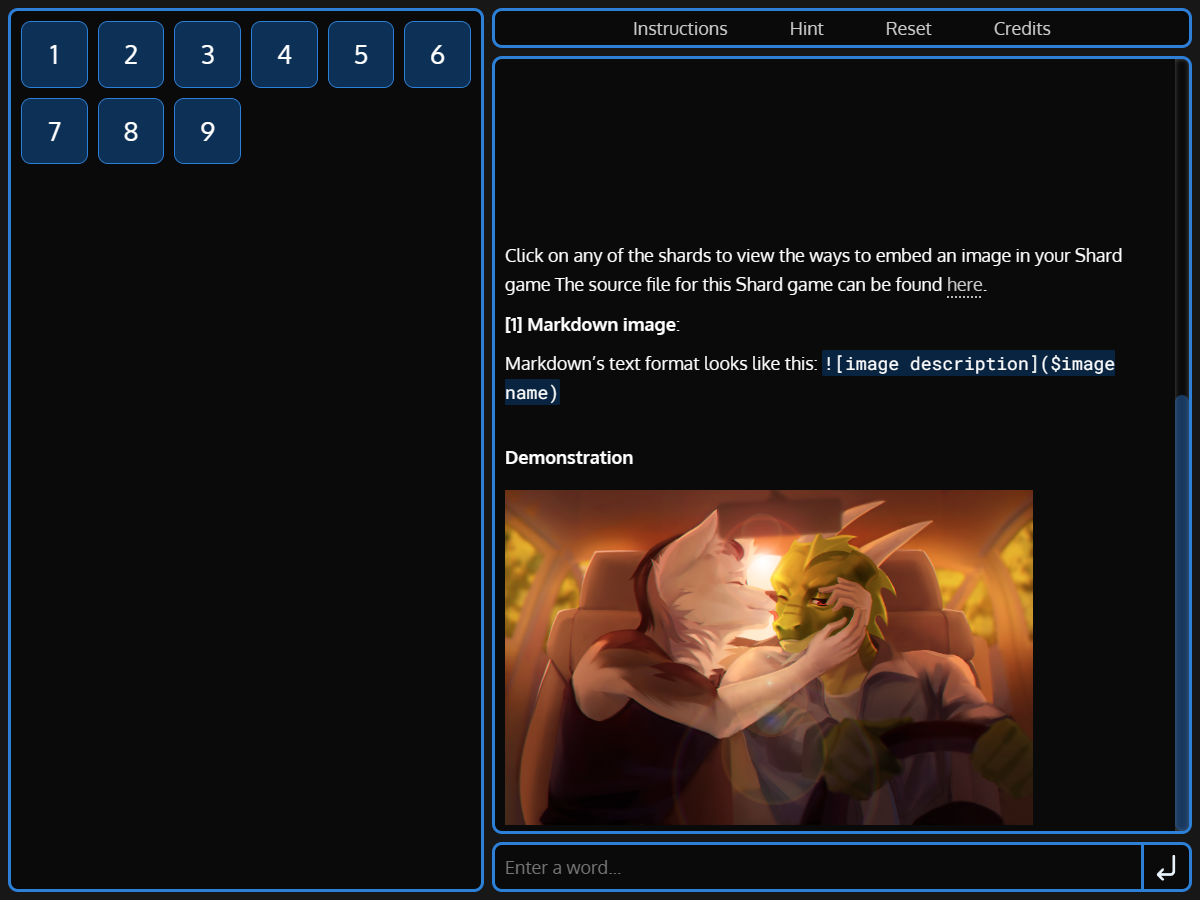 1 2 3 4 5 6
7 8 9
Instructions Hint Reset Credits
Click on any of the shards to view the ways to embed an image in your Shard
game The source file for this Shard game can be found here.
[1] Markdown image:
Markdown’s text format looks like this: ![image description]($image
name)
Demonstration
Enter a word...